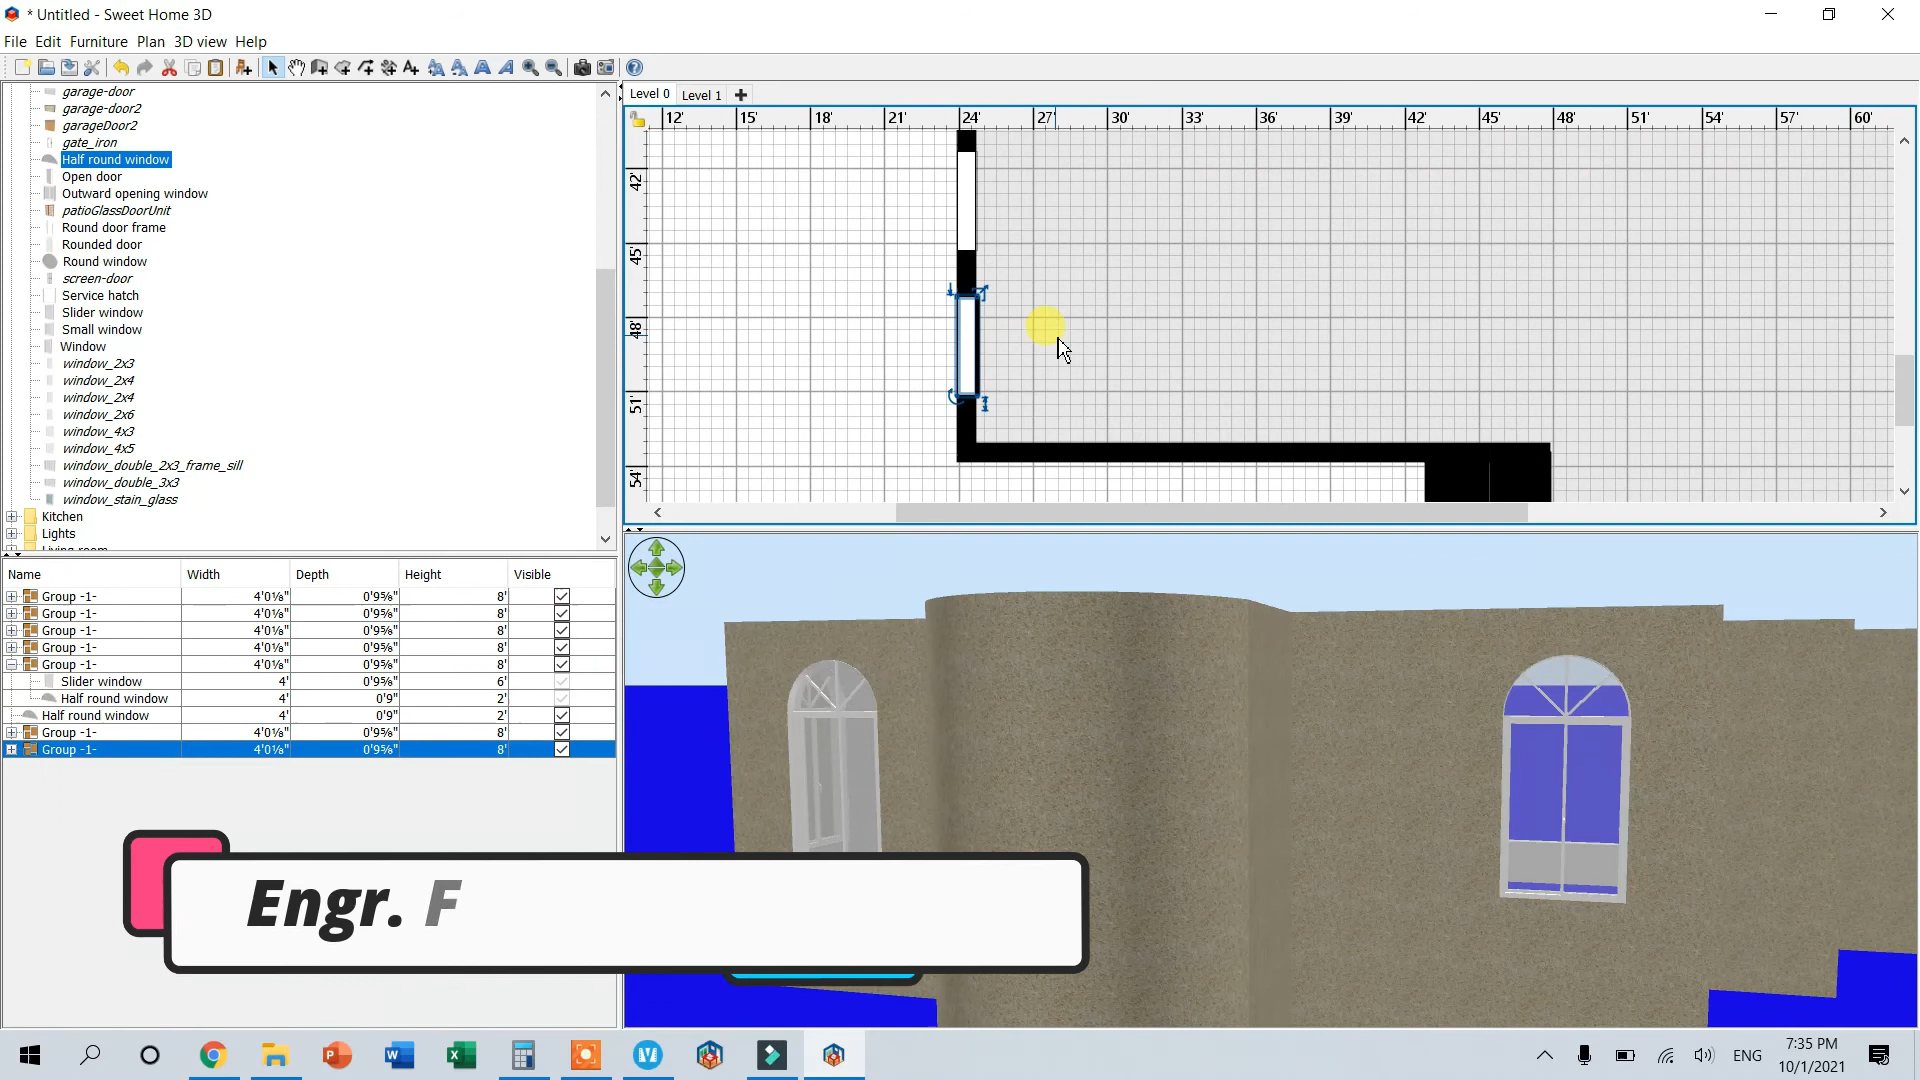 * Untitled - Sweet Home 3D
File Edit Furniture Plan 3D view Help
garage-door
garage-door2
garageDoor2
gate_iron
Half round window
Open door
Outward opening window
patioGlassDoorUnit
Round door frame
Rounded door
Round window
screen-door
Service hatch
Slider window
Small window
Window
window_2x3
window_2x4
window_2x4
window_2x6
window_4x3
window_4x5
window_double_2x3_frame_sill
window_double_3x3
window_stain_glass
Kitchen
Lights
Living room
Name Width Depth Height Visible
Group -1- 4'0⅛" 0'9⅝" 8'
Group -1- 4'0⅛" 0'9⅝" 8'
Group -1- 4'0⅛" 0'9⅝" 8'
Group -1- 4'0⅛" 0'9⅝" 8'
Group -1- 4'0⅛" 0'9⅝" 8'
Slider window 4' 0'9⅝" 6'
Half round window 4' 0'9" 2'
Half round window 4' 0'9" 2'
Group -1- 4'0⅛" 0'9⅝" 8'
Group -1- 4'0⅛" 0'9⅝" 8'
Level 0 Level 1
12' 15' 18' 21' 24' 27' 30' 33' 36' 39' 42' 45' 48' 51' 54' 57' 60'
42'
45'
48'
51'
54'
Engr. F
ENG
7:35 PM
10/1/2021